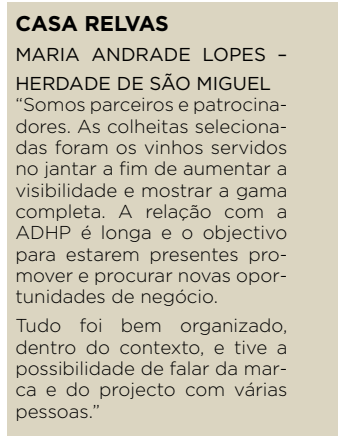 CASA RELVAS
MARIA ANDRADE LOPES –
HERDADE DE SÃO MIGUEL
“Somos parceiros e patrocina-
dores. As colheitas seleciona-
das foram os vinhos servidos
no jantar a fim de aumentar a
visibilidade e mostrar a gama
completa. A relação com a
ADHP é longa e o objectivo
para estarem presentes pro-
mover e procurar novas opor-
tunidades de negócio.
Tudo foi bem organizado,
dentro do contexto, e tive a
possibilidade de falar da mar-
ca e do projecto com várias
pessoas.”